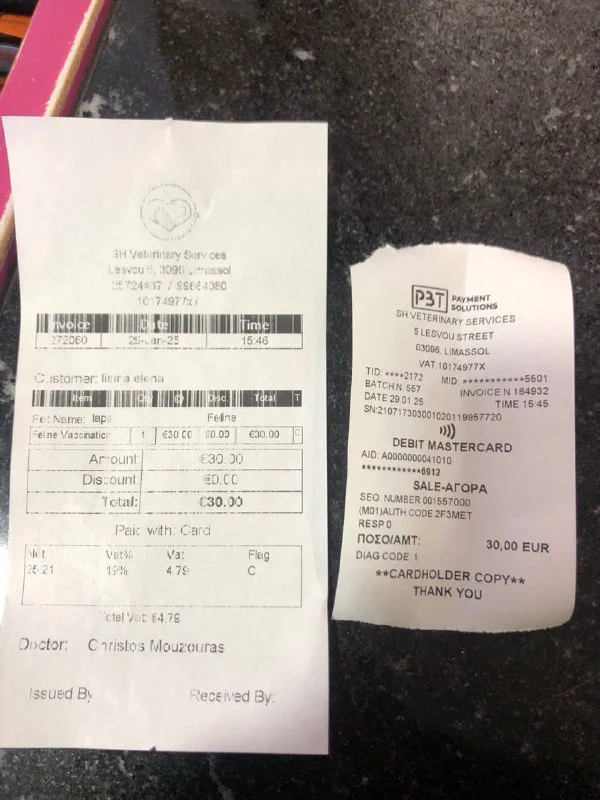 SH Veterinary Services
Lesvou 5, 3096 Limassol
10174977x
Invoice Date Time
272060 29-Jan-25 15:46
Customer: lisina elena
Item Qty @ Disc. Total T
Pet Name: lapa Feline
Feline Vaccination 1 €30.00 €0.00 €30.00 C
Amount: €30.00
Discount: €0.00
Total: €30.00
Paid with: Card
Net Vat% Vat Flag
25.21 19% 4.79 C
Total Vat: €4.79
Doctor: Christos Mouzouras
Issued By Received By:
PBT PAYMENT SOLUTIONS
SH VETERINARY SERVICES
5 LESVOU STREET
03096, LIMASSOL
VAT.10174977X
TID: ****2172 MID: ***********5501
BATCH N. 557 INVOICE N 164932
DATE 29 01 25 TIME 15:45
SN:210717303001020119957720
DEBIT MASTERCARD
AID: A0000000041010
************6912
SALE-ΑΓΟΡΑ
SEQ NUMBER 001557000
(M01)AUTH CODE 2F3MET
RESP 0
ΠΟΣΟ/AMT: 30,00 EUR
DIAG CODE: 1
**CARDHOLDER COPY**
THANK YOU